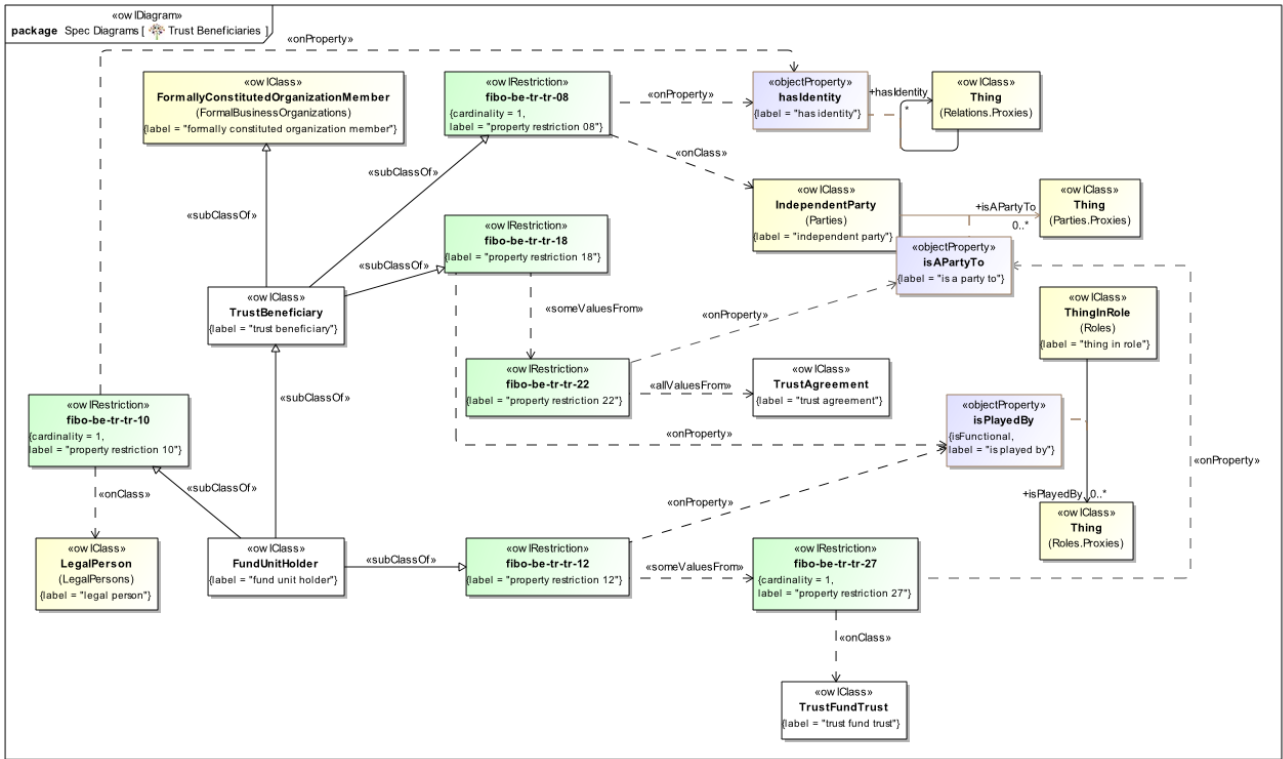 «owlDiagram»
package Spec Diagrams [ Trust Beneficiaries ]
«onProperty»
«owlClass»
FormallyConstitutedOrganizationMember
(FormalBusinessOrganizations)
{label = "formally constituted organization member"}
«owlRestriction»
fibo-be-tr-tr-08
{cardinality = 1,
label = "property restriction 08"}
«onProperty»
«objectProperty»
hasIdentity
{label = "has identity"}
+hasIdentity
*
«owlClass»
Thing
(Relations.Proxies)
«onClass»
«subClassOf»
«subClassOf»
«owlClass»
IndependentParty
(Parties)
{label = "independent party"}
+isAPartyTo
0..*
«owlClass»
Thing
(Parties.Proxies)
«owlRestriction»
fibo-be-tr-tr-18
{label = "property restriction 18"}
«objectProperty»
isAPartyTo
{label = "is a party to"}
«subClassOf»
«owlClass»
TrustBeneficiary
{label = "trust beneficiary"}
«someValuesFrom»
«onProperty»
«owlClass»
ThingInRole
(Roles)
{label = "thing in role"}
«owlRestriction»
fibo-be-tr-tr-22
{label = "property restriction 22"}
«allValuesFrom»
«owlClass»
TrustAgreement
{label = "trust agreement"}
«subClassOf»
«owlRestriction»
fibo-be-tr-tr-10
{cardinality = 1,
label = "property restriction 10"}
«onProperty»
«objectProperty»
isPlayedBy
{isFunctional,
label = "is played by"}
«onProperty»
«onClass»
«subClassOf»
«onProperty»
+isPlayedBy
0..*
«owlClass»
Thing
(Roles.Proxies)
«owlClass»
LegalPerson
(LegalPersons)
{label = "legal person"}
«owlClass»
FundUnitHolder
{label = "fund unit holder"}
«subClassOf»
«owlRestriction»
fibo-be-tr-tr-12
{label = "property restriction 12"}
«someValuesFrom»
«owlRestriction»
fibo-be-tr-tr-27
{cardinality = 1,
label = "property restriction 27"}
«onClass»
«owlClass»
TrustFundTrust
{label = "trust fund trust"}